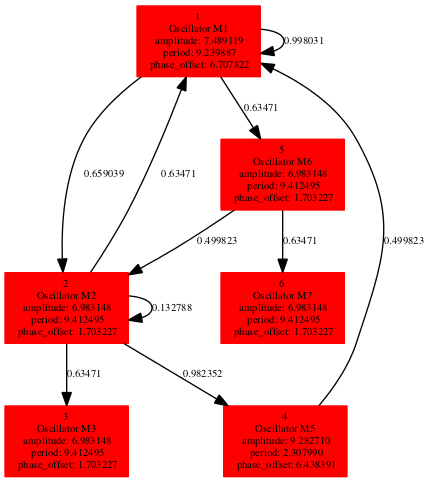 1
Oscillator M1
amplitude: 7.489119
period: 9.239887
phase_offset: 6.707822
0.998031
0.63471
5
Oscillator M6
amplitude: 6.983148
period: 9.412495
phase_offset: 1.703227
0.659039
0.63471
0.499823
0.63471
0.499823
2
Oscillator M2
amplitude: 6.983148
period: 9.412495
phase_offset: 1.703227
0.132788
6
Oscillator M7
amplitude: 6.983148
period: 9.412495
phase_offset: 1.703227
0.63471
0.982352
3
Oscillator M3
amplitude: 6.983148
period: 9.412495
phase_offset: 1.703227
4
Oscillator M5
amplitude: 9.282710
period: 2.307990
phase_offset: 6.438391